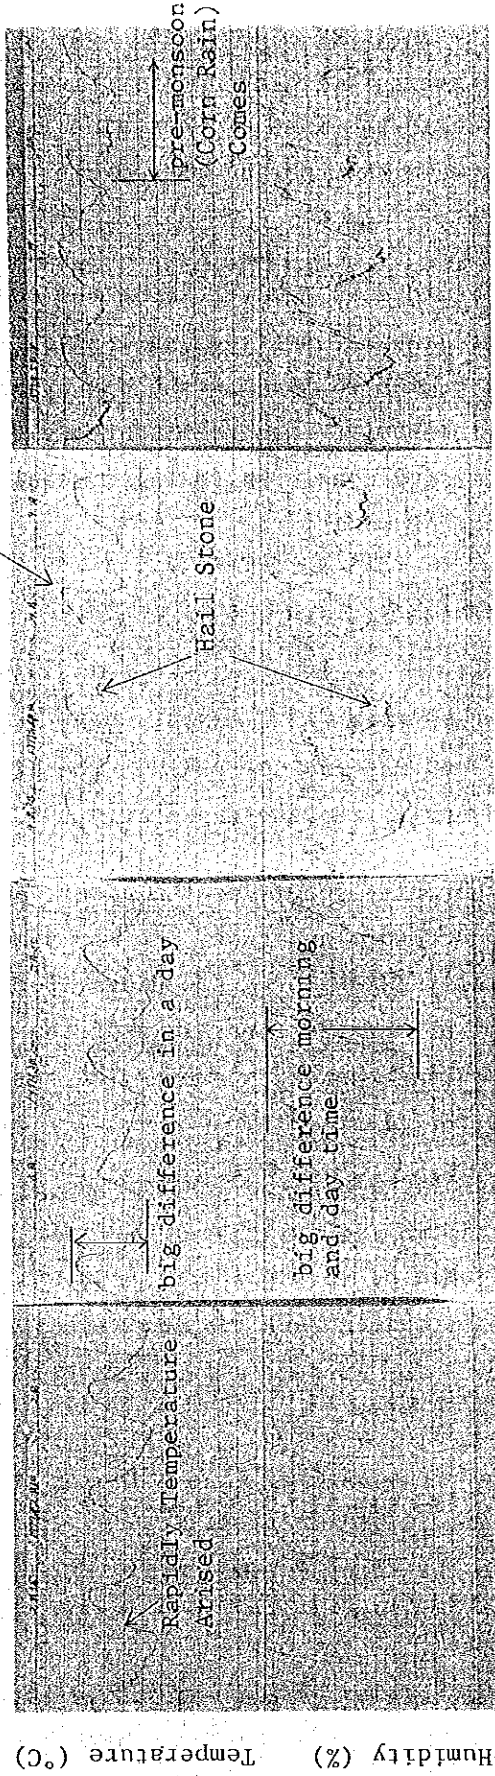 Temperature (°C)
Humidity (%)
Rapidly Temperature
Arised
big difference in a day
big difference morning
and day time
Hail Stone
pre-monsoon
(Corn Rain)
Comes